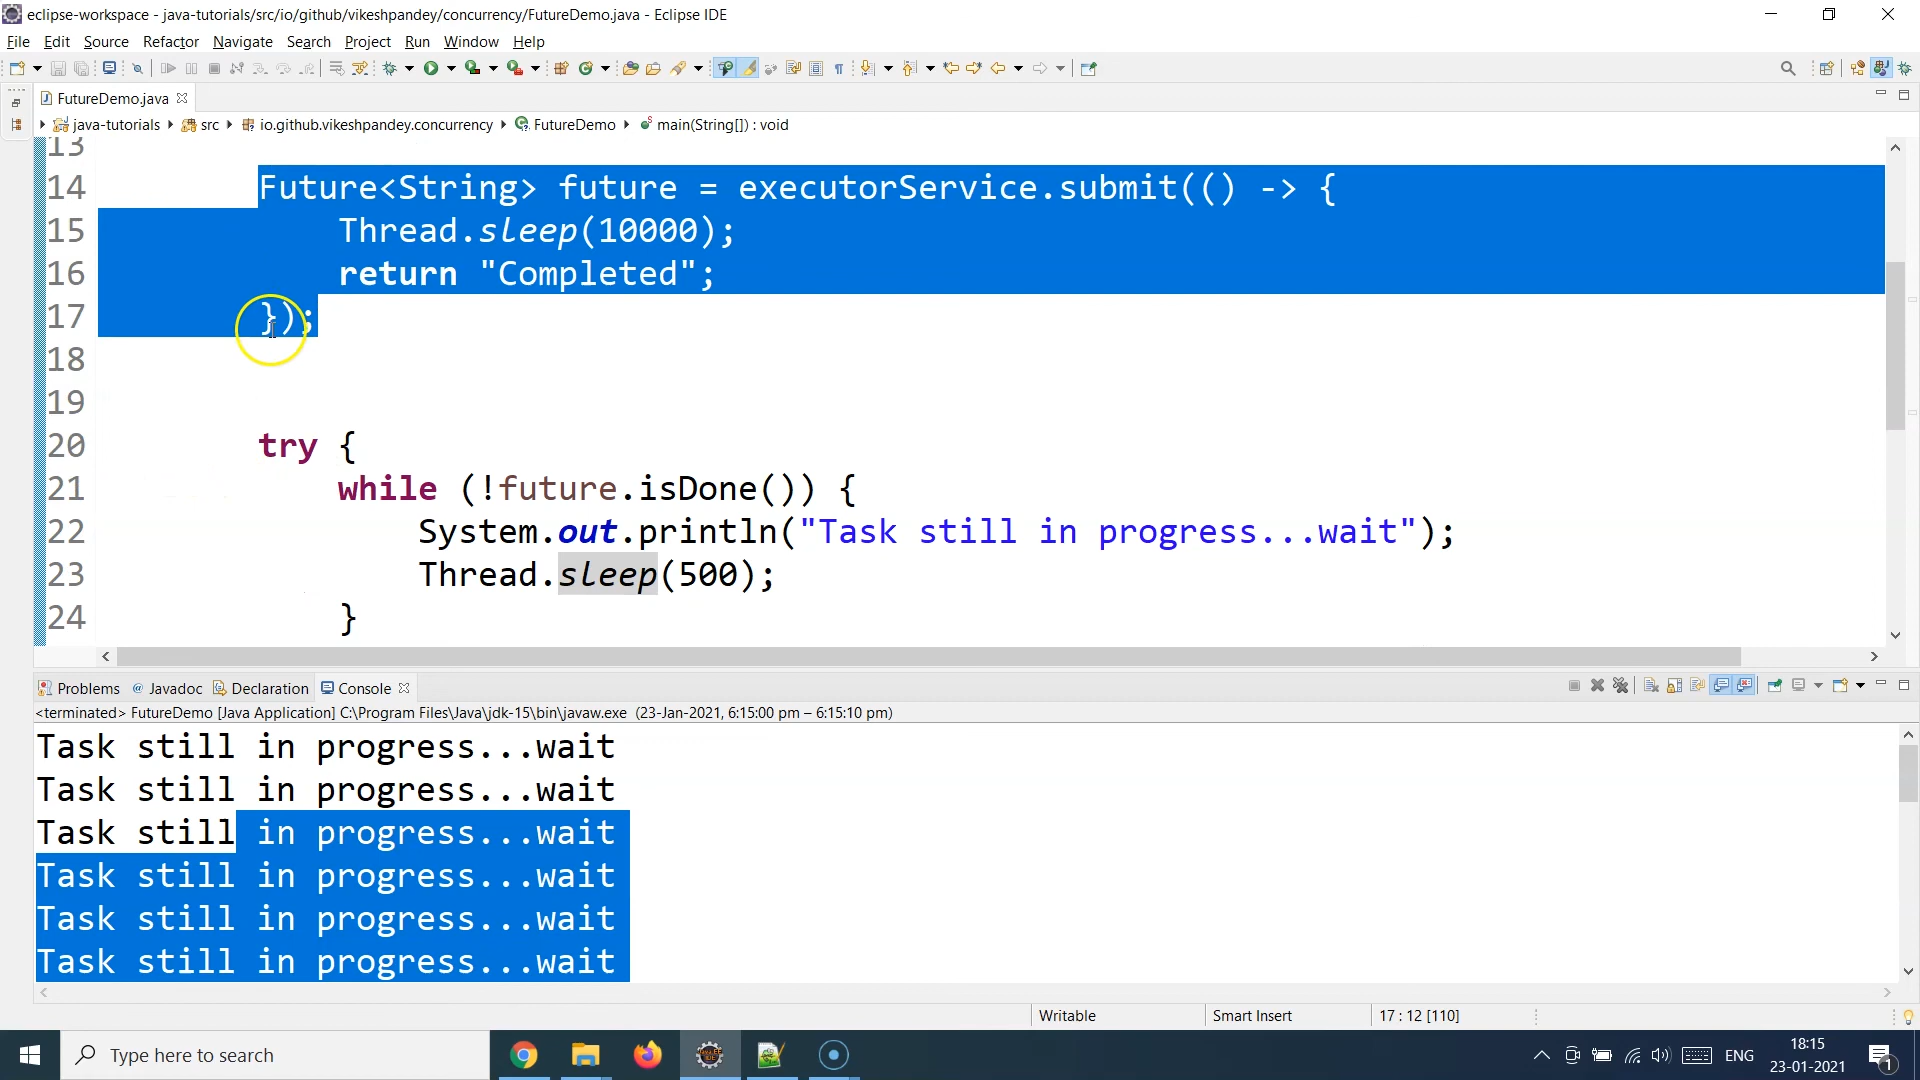 eclipse-workspace - java-tutorials/src/io/github/vikeshpandey/concurrency/FutureDemo.java - Eclipse IDE
File Edit Source Refactor Navigate Search Project Run Window Help
FutureDemo.java
java-tutorials src io.github.vikeshpandey.concurrency FutureDemo main(String[]) : void
13
14 Future<String> future = executorService.submit(() -> {
15 Thread.sleep(10000);
16 return "Completed";
17 });
18
19
20 try {
21 while (!future.isDone()) {
22 System.out.println("Task still in progress...wait");
23 Thread.sleep(500);
24 }
Problems @ Javadoc Declaration Console
<terminated> FutureDemo [Java Application] C:\Program Files\Java\jdk-15\bin\javaw.exe (23-Jan-2021, 6:15:00 pm – 6:15:10 pm)
Task still in progress...wait
Task still in progress...wait
Task still in progress...wait
Task still in progress...wait
Task still in progress...wait
Task still in progress...wait
Writable Smart Insert 17 : 12 [110]
Type here to search
ENG
18:15
23-01-2021
1